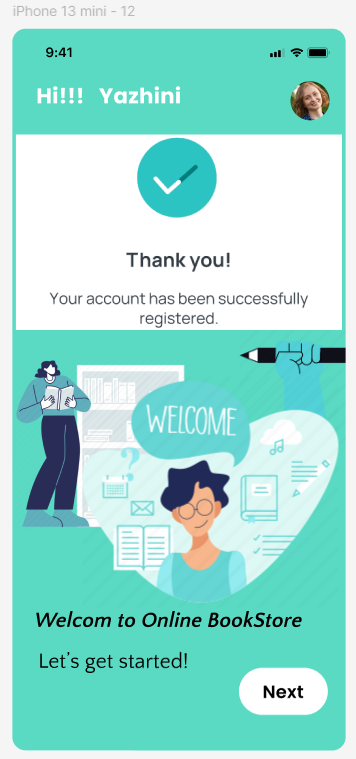 iPhone 13 mini - 12
9:41
Hi!!! Yazhini
Thank you!
Your account has been successfully
registered.
WELCOME
?
Welcom to Online BookStore
Let's get started!
Next